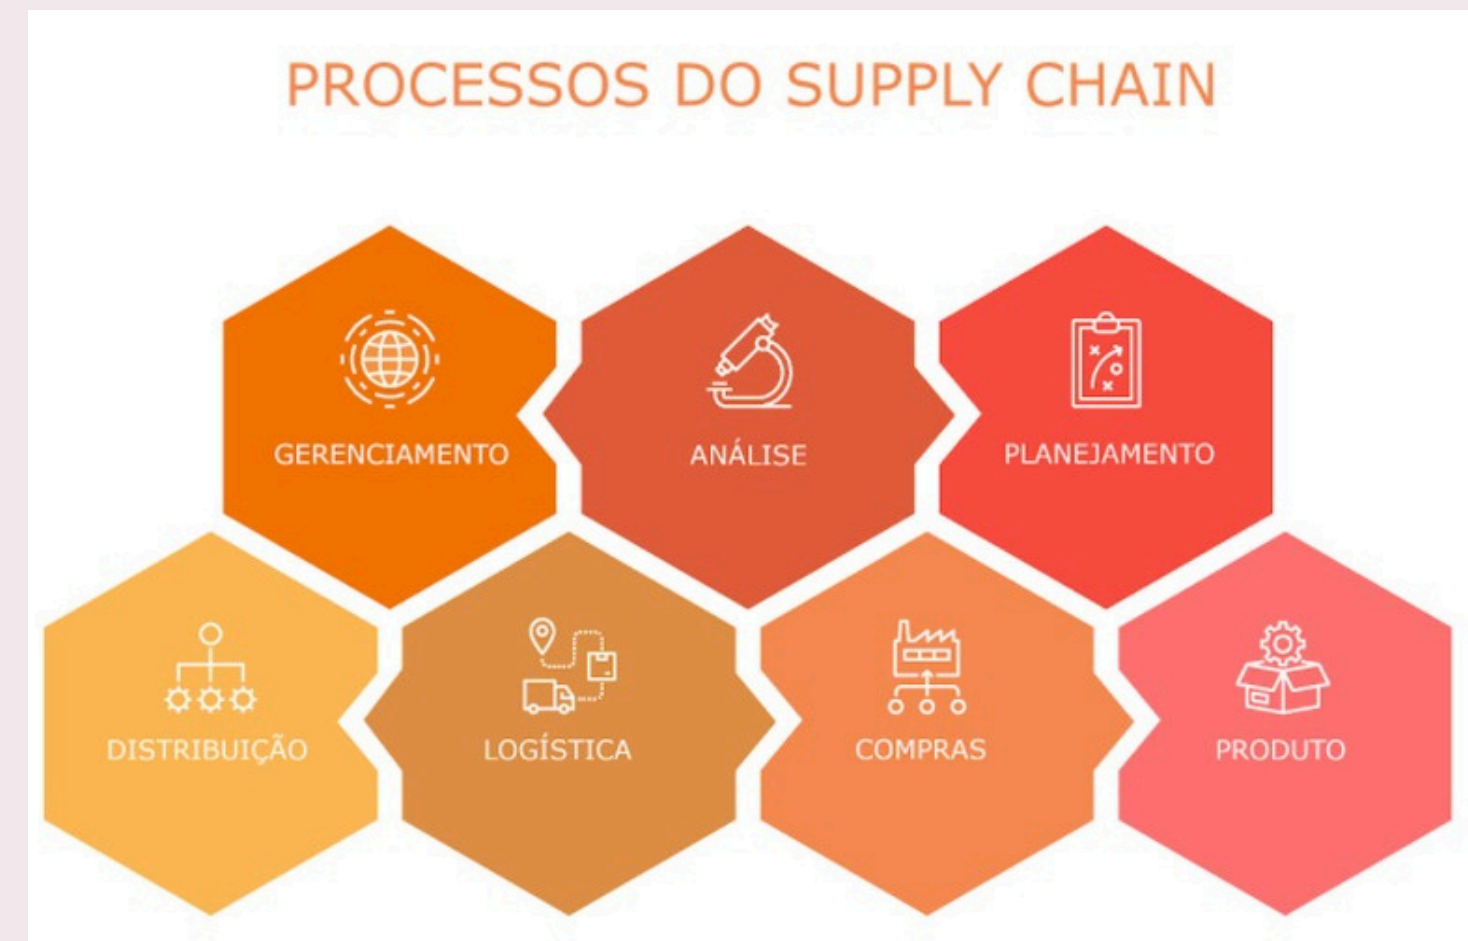 PROCESSOS DO SUPPLY CHAIN
GERENCIAMENTO
ANÁLISE
PLANEJAMENTO
DISTRIBUIÇÃO
LOGÍSTICA
COMPRAS
PRODUTO